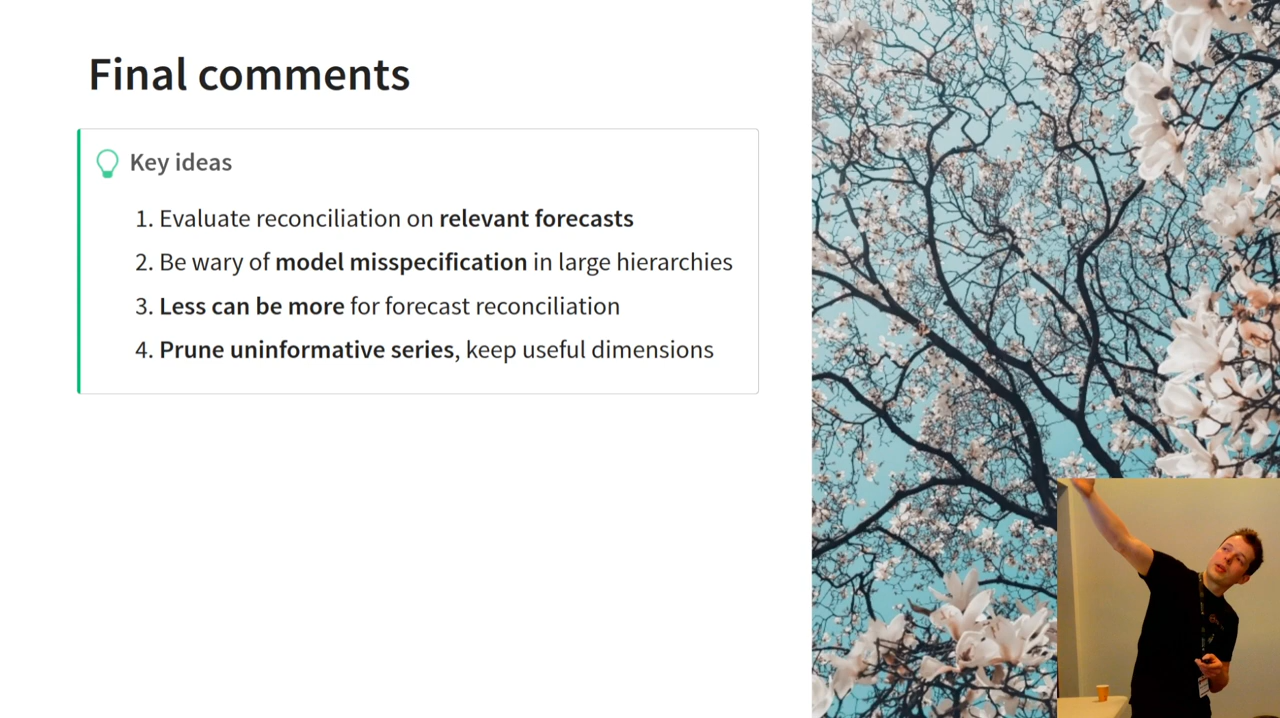 Final comments
Key ideas
1. Evaluate reconciliation on relevant forecasts
2. Be wary of model misspecification in large hierarchies
3. Less can be more for forecast reconciliation
4. Prune uninformative series, keep useful dimensions